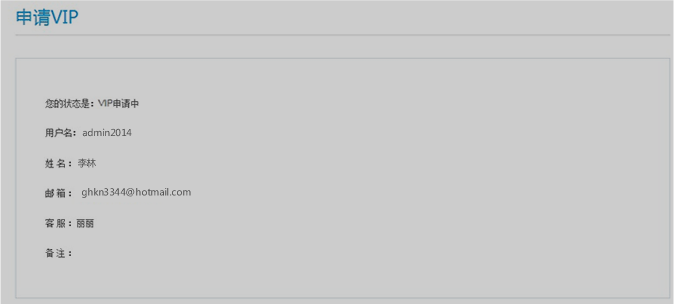 申请VIP
您的状态是：VIP申请中
用户名： admin2014
姓 名： 李林
邮 箱： ghkn3344@hotmail.com
客 服：丽丽
备 注：